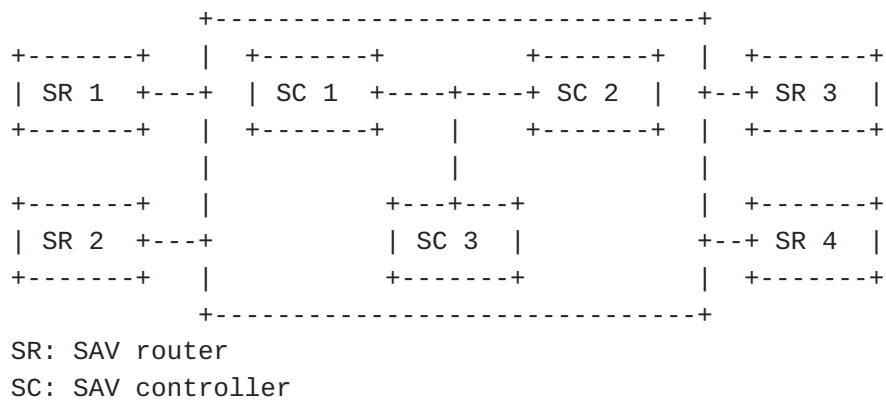 SR 1 SC 1 SC 2 SR 3
SR 2 SC 3 SR 4
SR: SAV router
SC: SAV controller